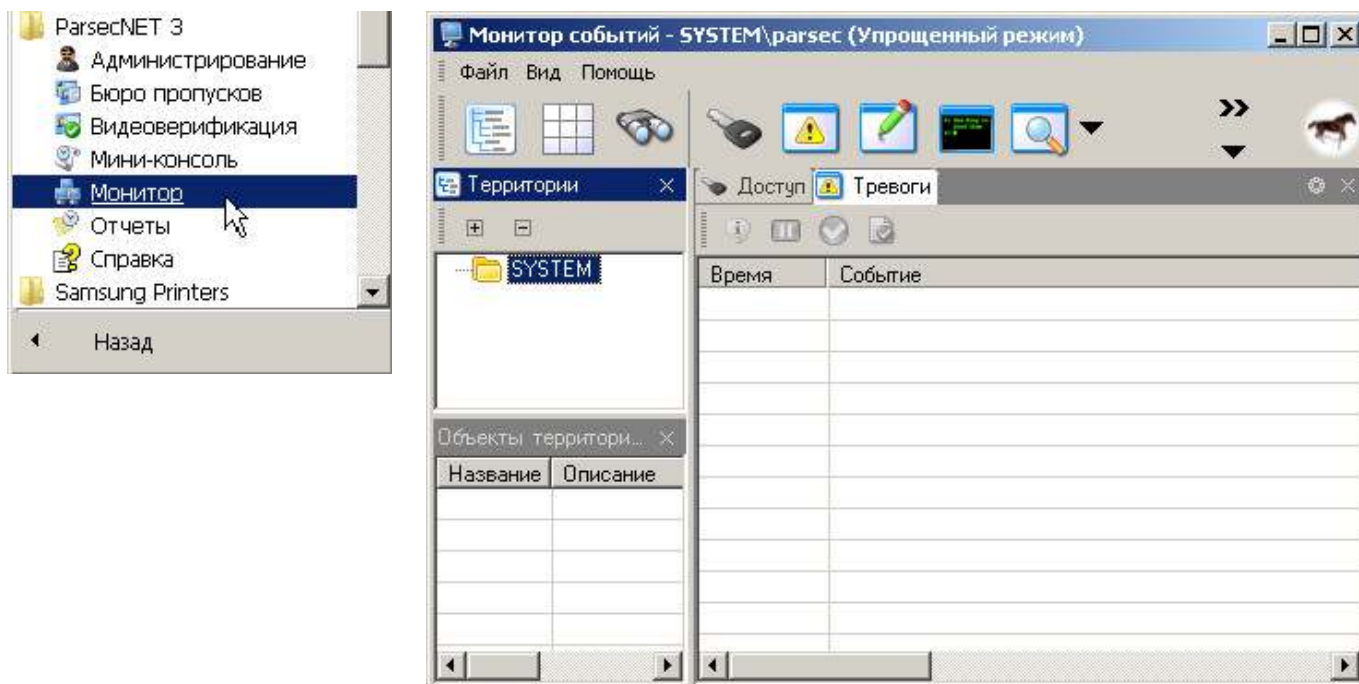 ParsecNET 3
Администрирование
Бюро пропусков
Видеоверификация
Мини-консоль
Монитор
Отчеты
Справка
Samsung Printers
Назад
Монитор событий - SYSTEM\parsec (Упрощенный режим)
Файл Вид Помощь
Территории
SYSTEM
Объекты территори...
Название Описание
Доступ Тревоги
Время Событие